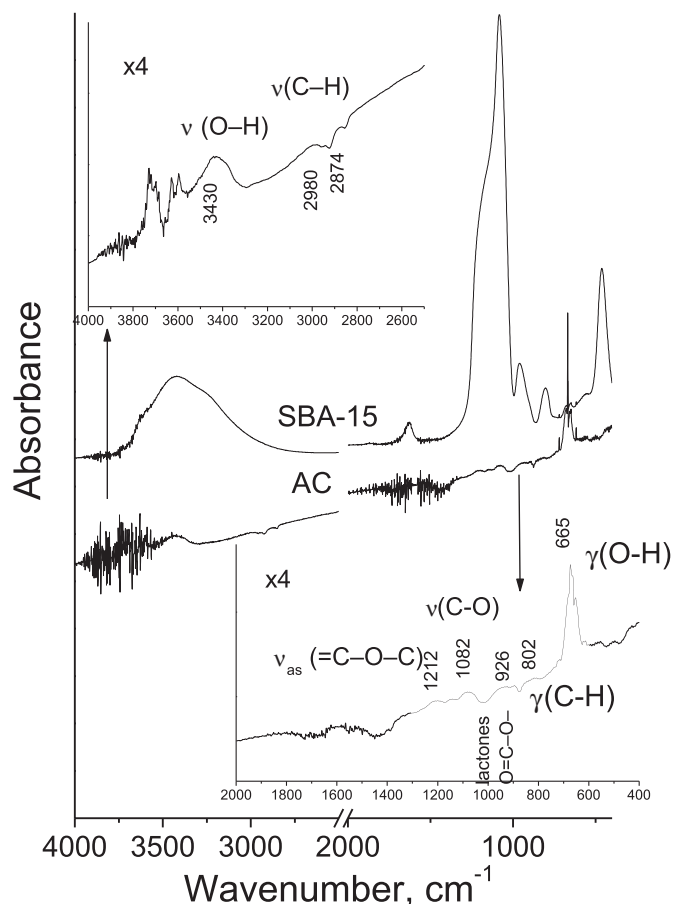 x4
ν(C–H)
ν (O–H)
3430
2980
2874
4000 3800 3600 3400 3200 3000 2800 2600
Absorbance
SBA-15
AC
x4
665
γ(O-H)
ν(C-O)
νas (=C–O–C)
1212
1082
926
802
γ(C-H)
lactones
O=C–O–
2000 1800 1600 1400 1200 1000 800 600 400
4000 3500 3000 2000 1000
Wavenumber, cm-1